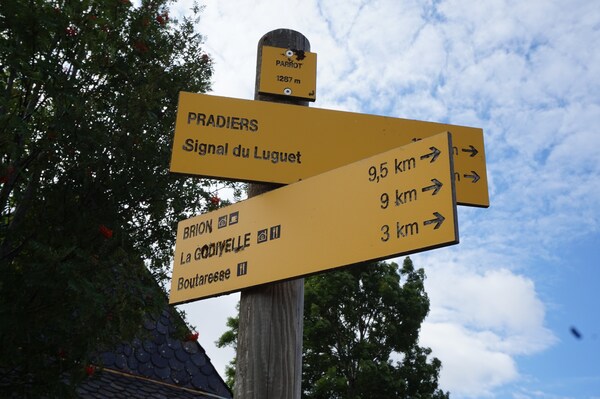 PARROT
1287 m
PRADIERS
Signal du Luguet
BRION 9,5 km
La GODIVELLE 9 km
Boutaresse 3 km